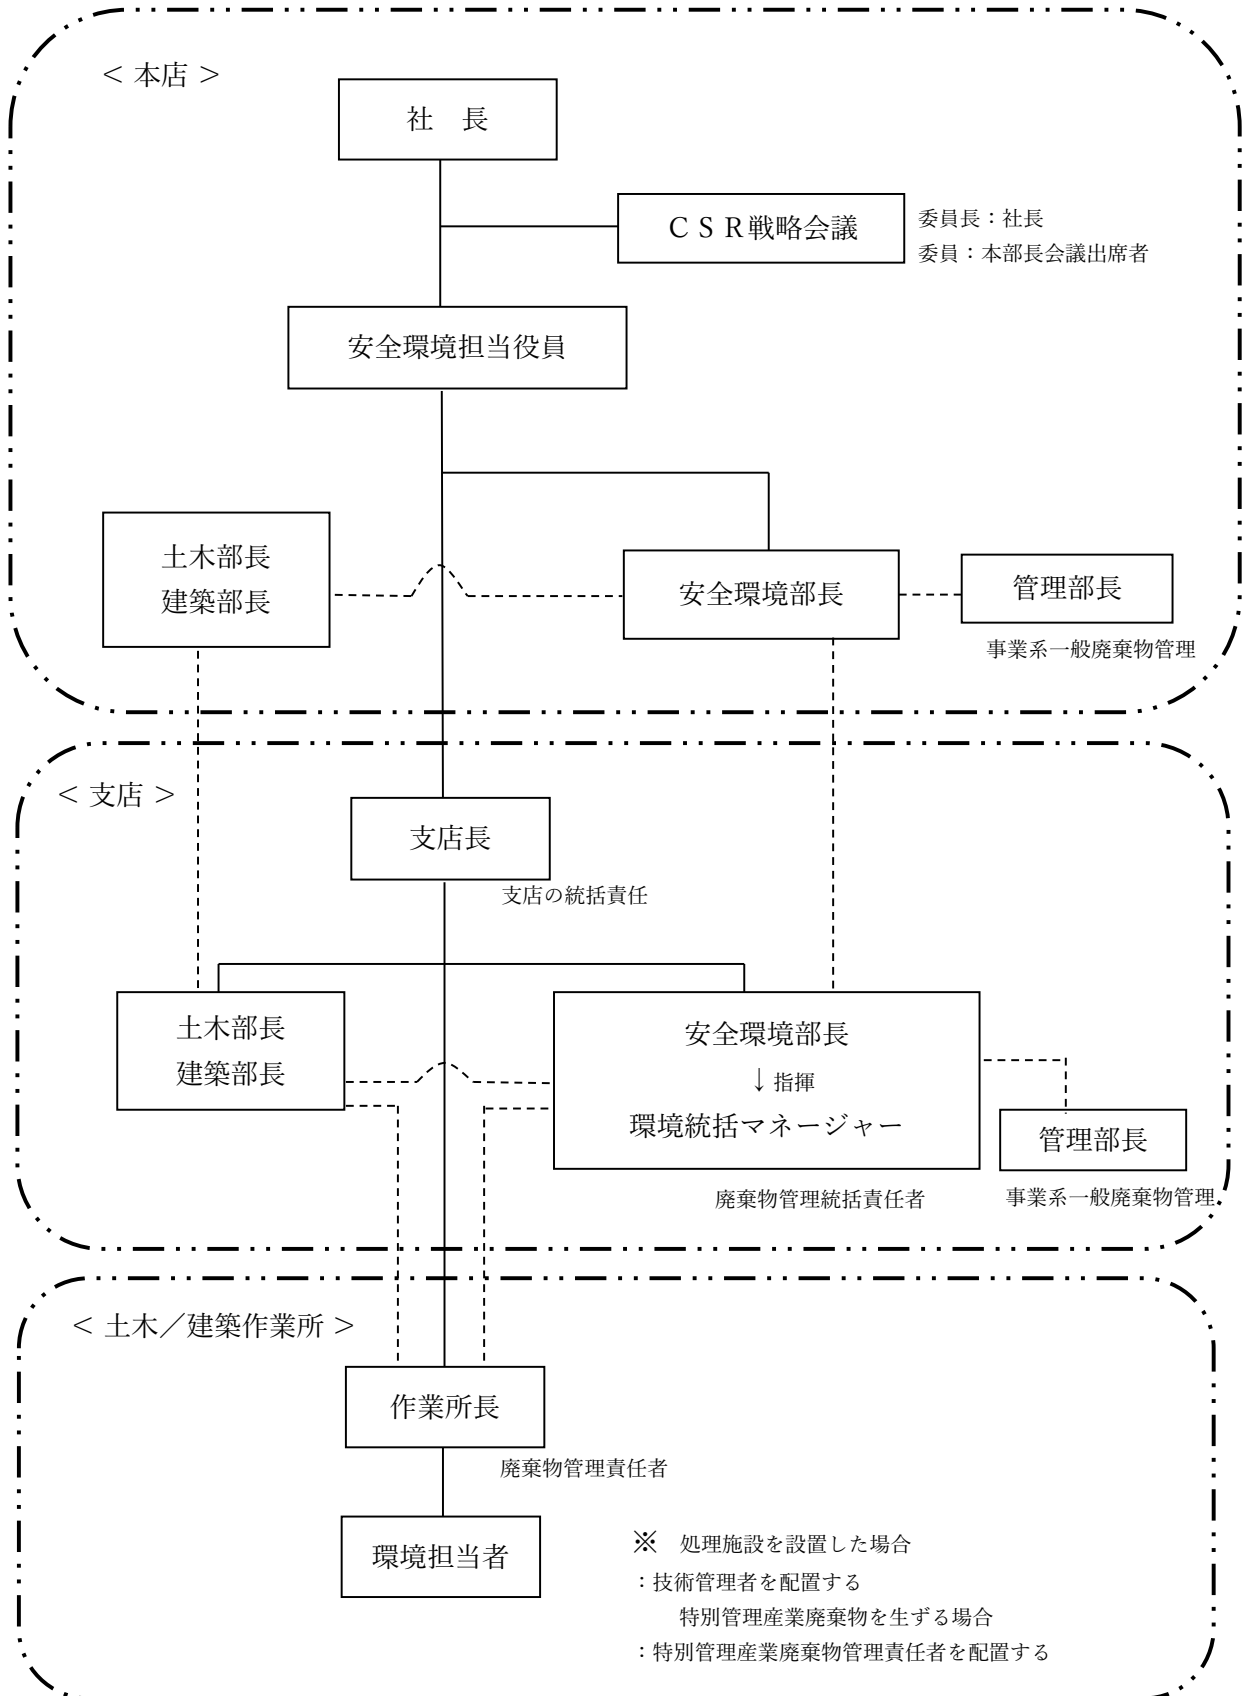 ＜ 本店 ＞
社　長
ＣＳＲ戦略会議
委員長：社長
委員：本部長会議出席者
安全環境担当役員
土木部長
建築部長
安全環境部長
管理部長
事業系一般廃棄物管理
＜ 支店 ＞
支店長
支店の統括責任
土木部長
建築部長
安全環境部長
↓ 指揮
環境統括マネージャー
廃棄物管理統括責任者
管理部長
事業系一般廃棄物管理
＜ 土木／建築作業所 ＞
作業所長
廃棄物管理責任者
環境担当者
※　処理施設を設置した場合
：技術管理者を配置する
特別管理産業廃棄物を生ずる場合
：特別管理産業廃棄物管理責任者を配置する